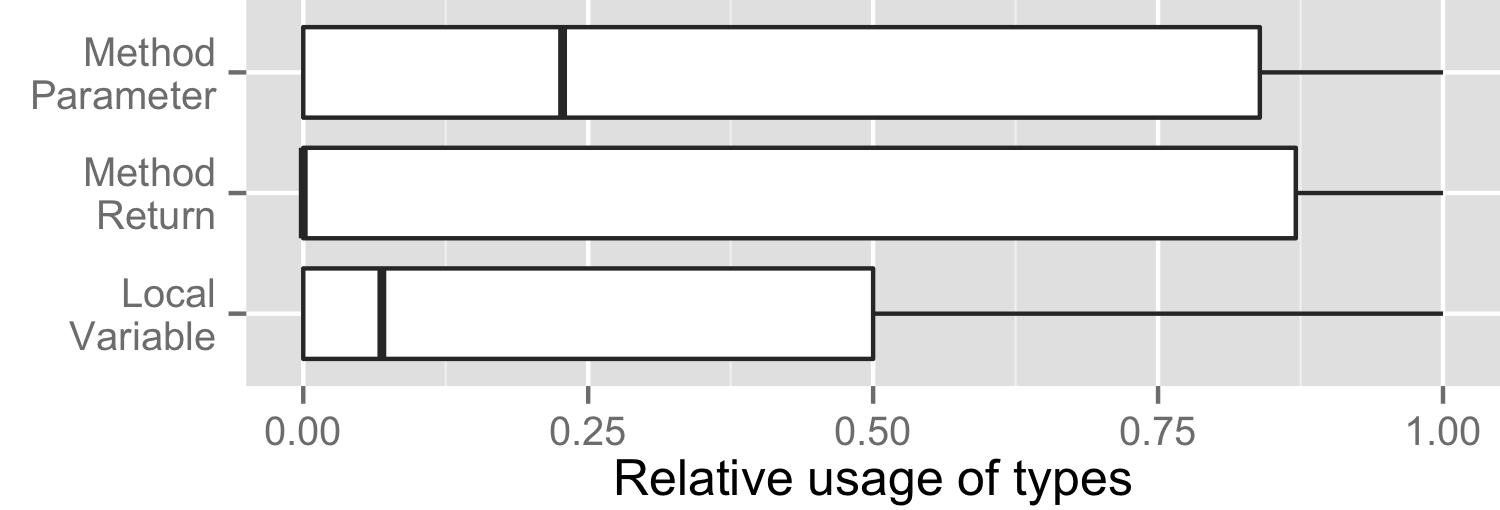 Method
Parameter
Method
Return
Local
Variable
0.00 0.25 0.50 0.75 1.00
Relative usage of types